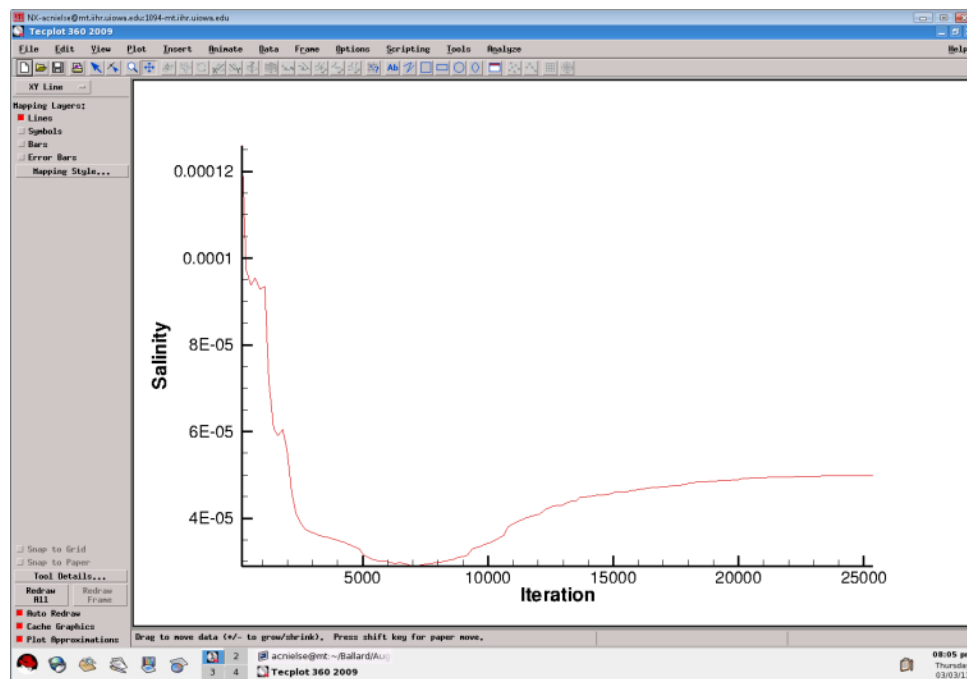 NX-acnielse@mt.iihr.uiowa.edu:1094-mt.iihr.uiowa.edu
Tecplot 360 2009
File Edit View Plot Insert Animate Data Frame Options Scripting Tools Analyze Help
Ab
XY Line
Mapping Layers:
Lines
Symbols
Bars
Error Bars
Mapping Style...
0.00012
0.0001
8E-05
6E-05
4E-05
Salinity
5000 10000 15000 20000 25000
Iteration
Snap to Grid
Snap to Paper
Tool Details...
Redraw All
Redraw Frame
Auto Redraw
Cache Graphics
Plot Approximations
Drag to move data (+/- to grow/shrink). Press shift key for paper move.
2
3 4
acnielse@mt:~/Ballard/Aug
Tecplot 360 2009
08:05 pm
Thursday
03/03/1